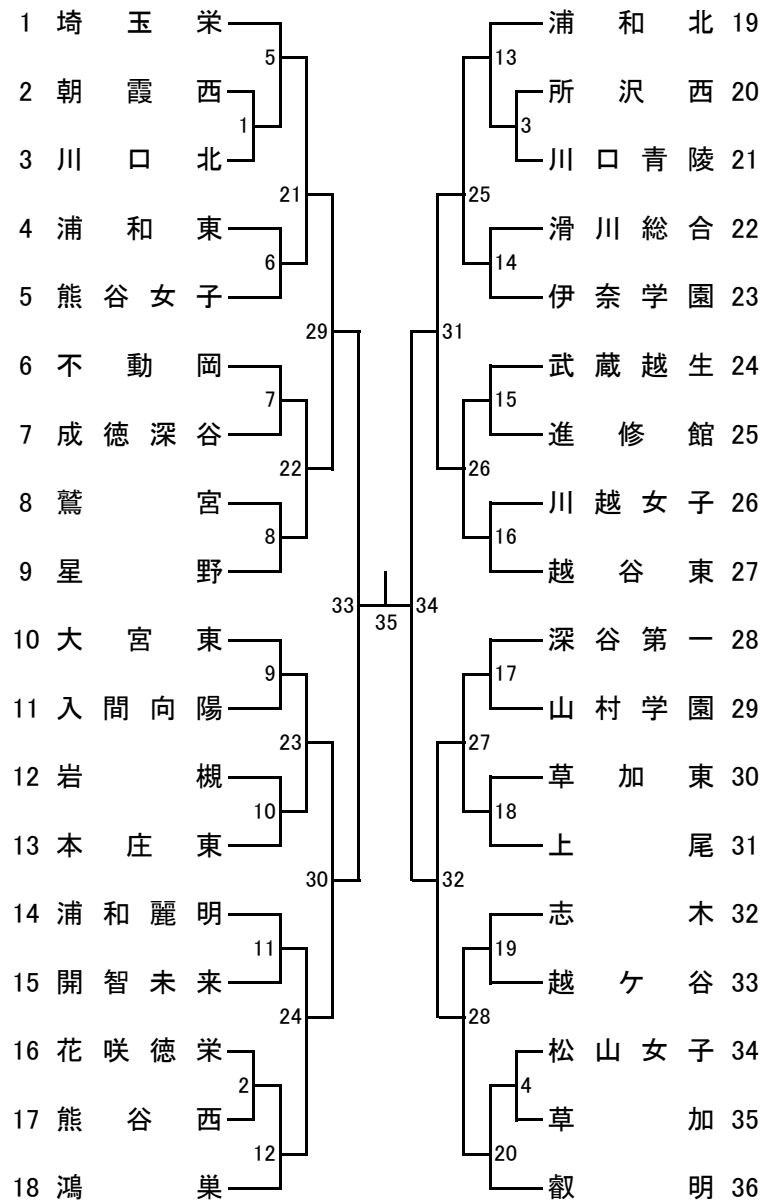 1 埼玉栄
5
2 朝霞西
1
3 川口北
21
4 浦和東
6
5 熊谷女子
29
6 不動岡
7
7 成徳深谷
22
8 鷲宮
8
9 星野
33
10 大宮東
9
11 入間向陽
23
12 岩槻
10
13 本庄東
30
14 浦和麗明
11
15 開智未来
24
16 花咲徳栄
2
17 熊谷西
12
18 鴻巣
35
浦和北 19
13
所沢西 20
3
川口青陵 21
25
滑川総合 22
14
伊奈学園 23
31
武蔵越生 24
15
進修館 25
26
川越女子 26
16
越谷東 27
34
深谷第一 28
17
山村学園 29
27
草加東 30
18
上尾 31
32
志木 32
19
越ケ谷 33
28
松山女子 34
4
草加 35
20
叡明 36